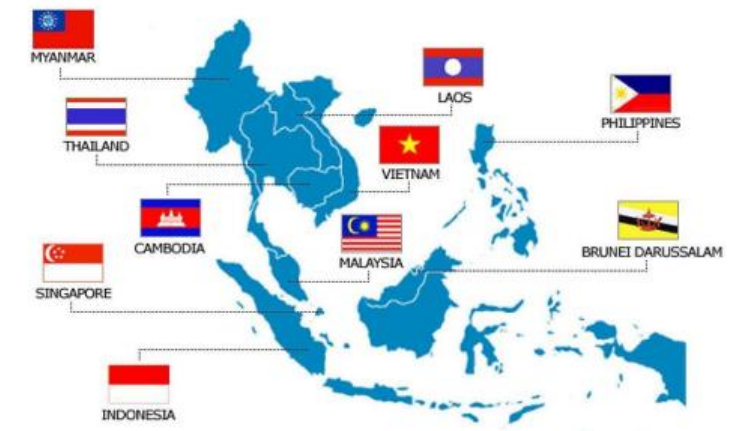 MYANMAR
LAOS
PHILIPPINES
THAILAND
VIETNAM
CAMBODIA
MALAYSIA
BRUNEI DARUSSALAM
SINGAPORE
INDONESIA